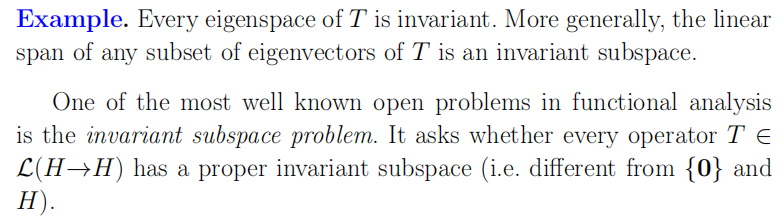 Example. Every eigenspace of T is invariant. More generally, the linear
span of any subset of eigenvectors of T is an invariant subspace.
One of the most well known open problems in functional analysis
is the invariant subspace problem. It asks whether every operator T ∈
𝓛(H→H) has a proper invariant subspace (i.e. different from {0} and
H).